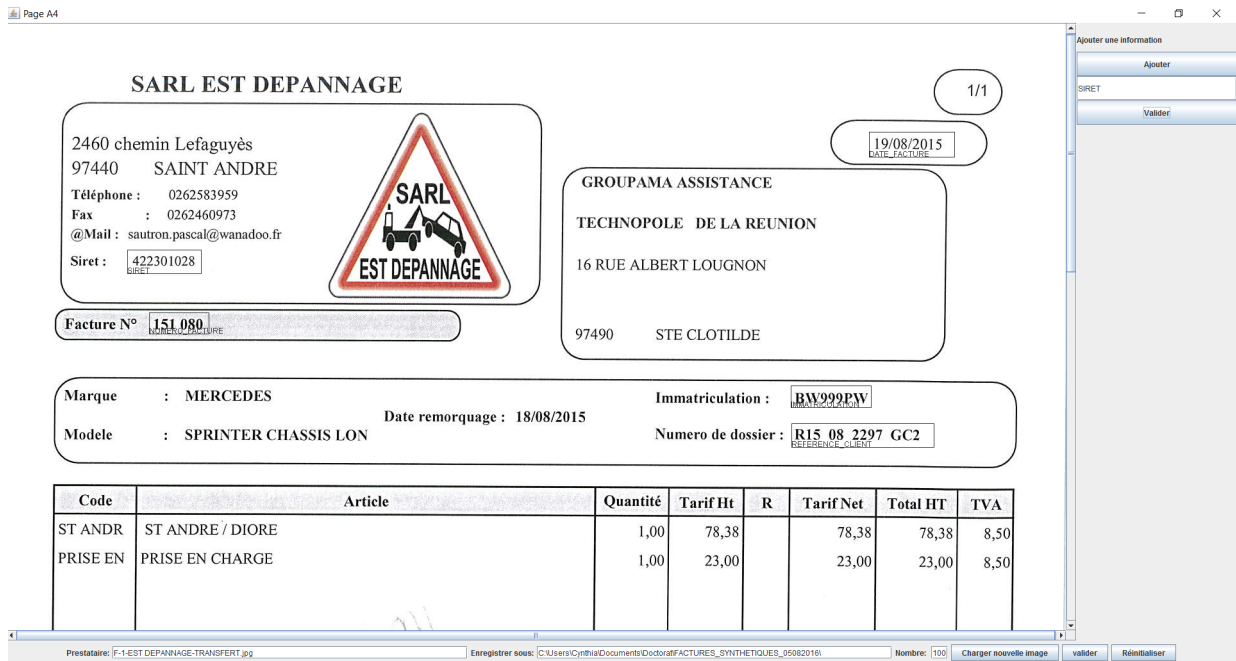 Page A4
SARL EST DEPANNAGE
1/1
2460 chemin Lefaguyès
97440 SAINT ANDRE
Téléphone : 0262583959
Fax : 0262460973
@Mail : sautron.pascal@wanadoo.fr
Siret : 422301028
SIRET
SARL
EST DEPANNAGE
19/08/2015
DATE_FACTURE
GROUPAMA ASSISTANCE
TECHNOPOLE DE LA REUNION
16 RUE ALBERT LOUGNON
97490 STE CLOTILDE
Facture N° 151 080
NUMERO_FACTURE
Marque : MERCEDES
Modele : SPRINTER CHASSIS LON
Date remorquage : 18/08/2015
Immatriculation : BW999PW
IMMATRICULATION
Numero de dossier : R15 08 2297 GC2
REFERENCE_CLIENT
Code Article Quantité Tarif Ht R Tarif Net Total HT TVA
ST ANDR ST ANDRE / DIORE 1,00 78,38 78,38 78,38 8,50
PRISE EN PRISE EN CHARGE 1,00 23,00 23,00 23,00 8,50
Ajouter une information
Ajouter
SIRET
Valider
Prestataire: F-1-EST DEPANNAGE-TRANSFERT.jpg Enregistrer sous: C:\Users\Cynthia\Documents\Doctorat\FACTURES_SYNTHETIQUES_05082016\ Nombre: 100 Charger nouvelle image valider Réinitialiser